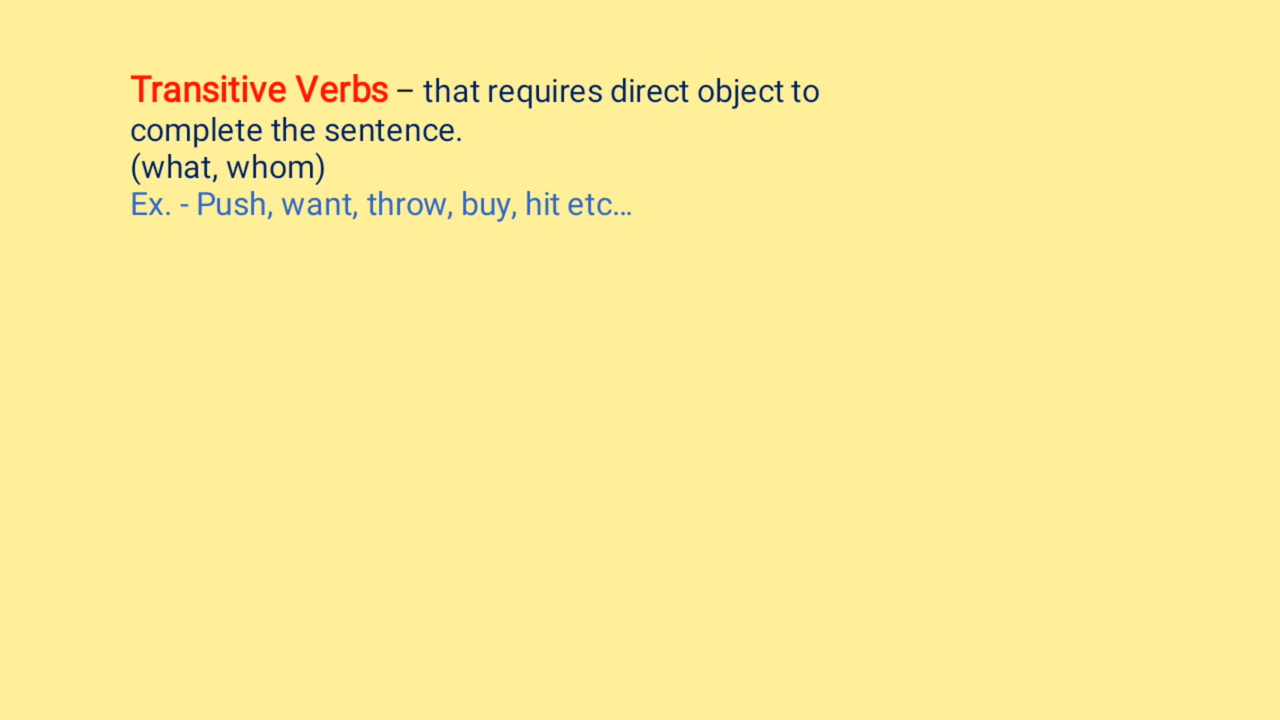 Transitive Verbs – that requires direct object to
complete the sentence.
(what, whom)
Ex. - Push, want, throw, buy, hit etc...